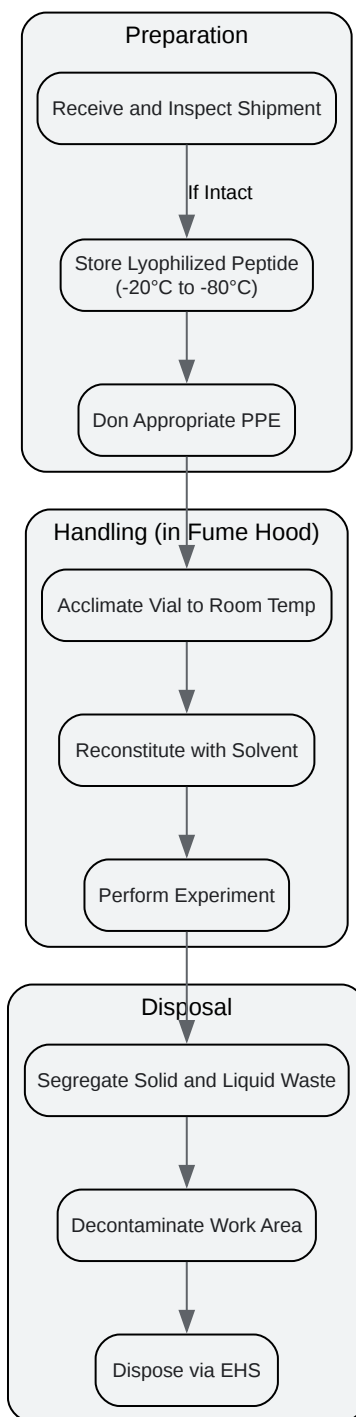 Preparation
Receive and Inspect Shipment
If Intact
Store Lyophilized Peptide
(-20°C to -80°C)
Don Appropriate PPE
Handling (in Fume Hood)
Acclimate Vial to Room Temp
Reconstitute with Solvent
Perform Experiment
Disposal
Segregate Solid and Liquid Waste
Decontaminate Work Area
Dispose via EHS